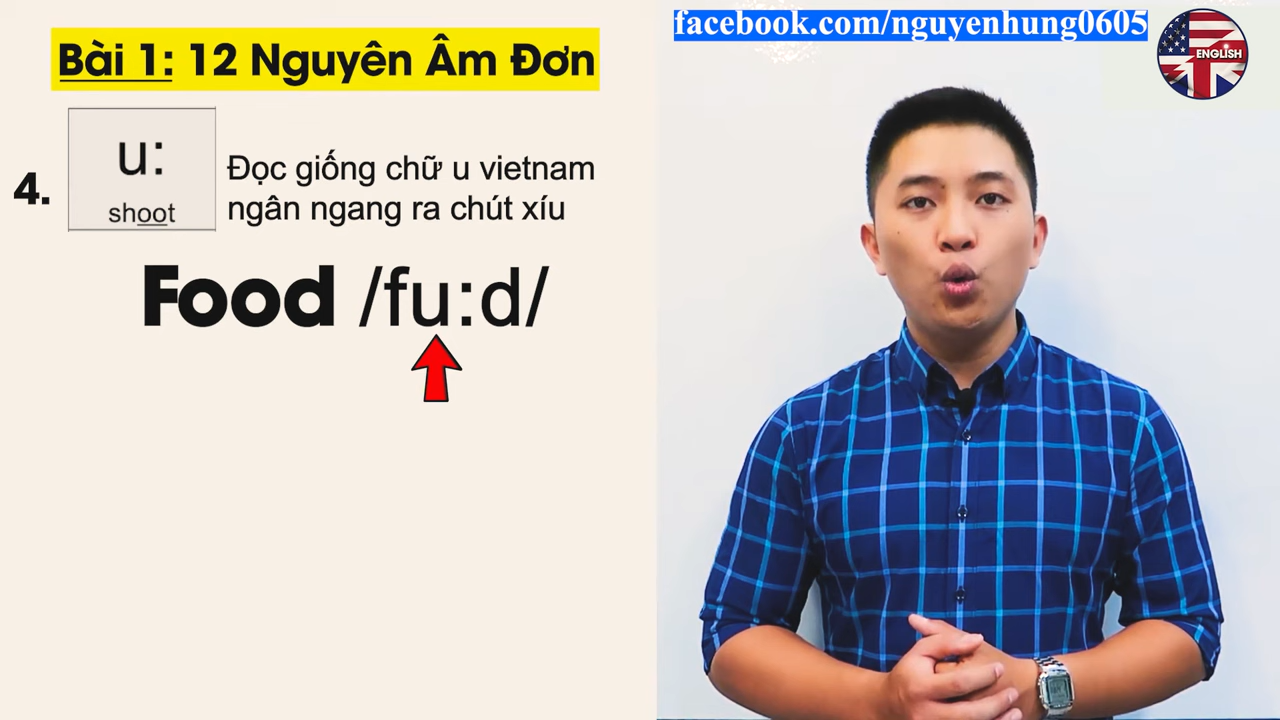 Bài 1: 12 Nguyên Âm Đơn
facebook.com/nguyenhung0605
ENGLISH
4.
u:
shoot
Đọc giống chữ u vietnam
ngân ngang ra chút xíu
Food /fu:d/